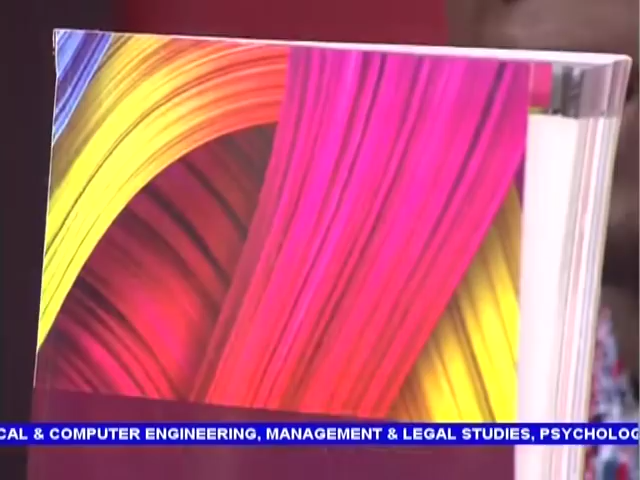 CAL & COMPUTER ENGINEERING, MANAGEMENT & LEGAL STUDIES, PSYCHOLOG